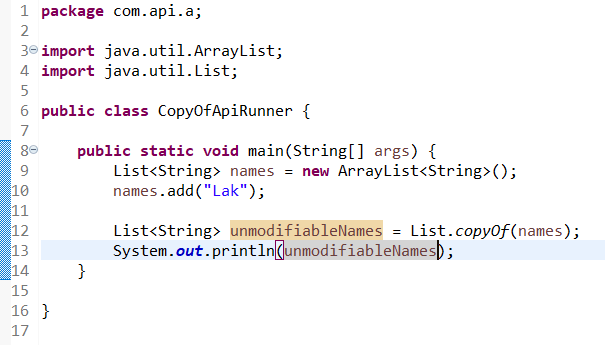 1 package com.api.a;
2
3 import java.util.ArrayList;
4 import java.util.List;
5
6 public class CopyOfApiRunner {
7
8     public static void main(String[] args) {
9         List<String> names = new ArrayList<String>();
10         names.add("Lak");
11
12         List<String> unmodifiableNames = List.copyOf(names);
13         System.out.println(unmodifiableNames);
14     }
15
16 }
17